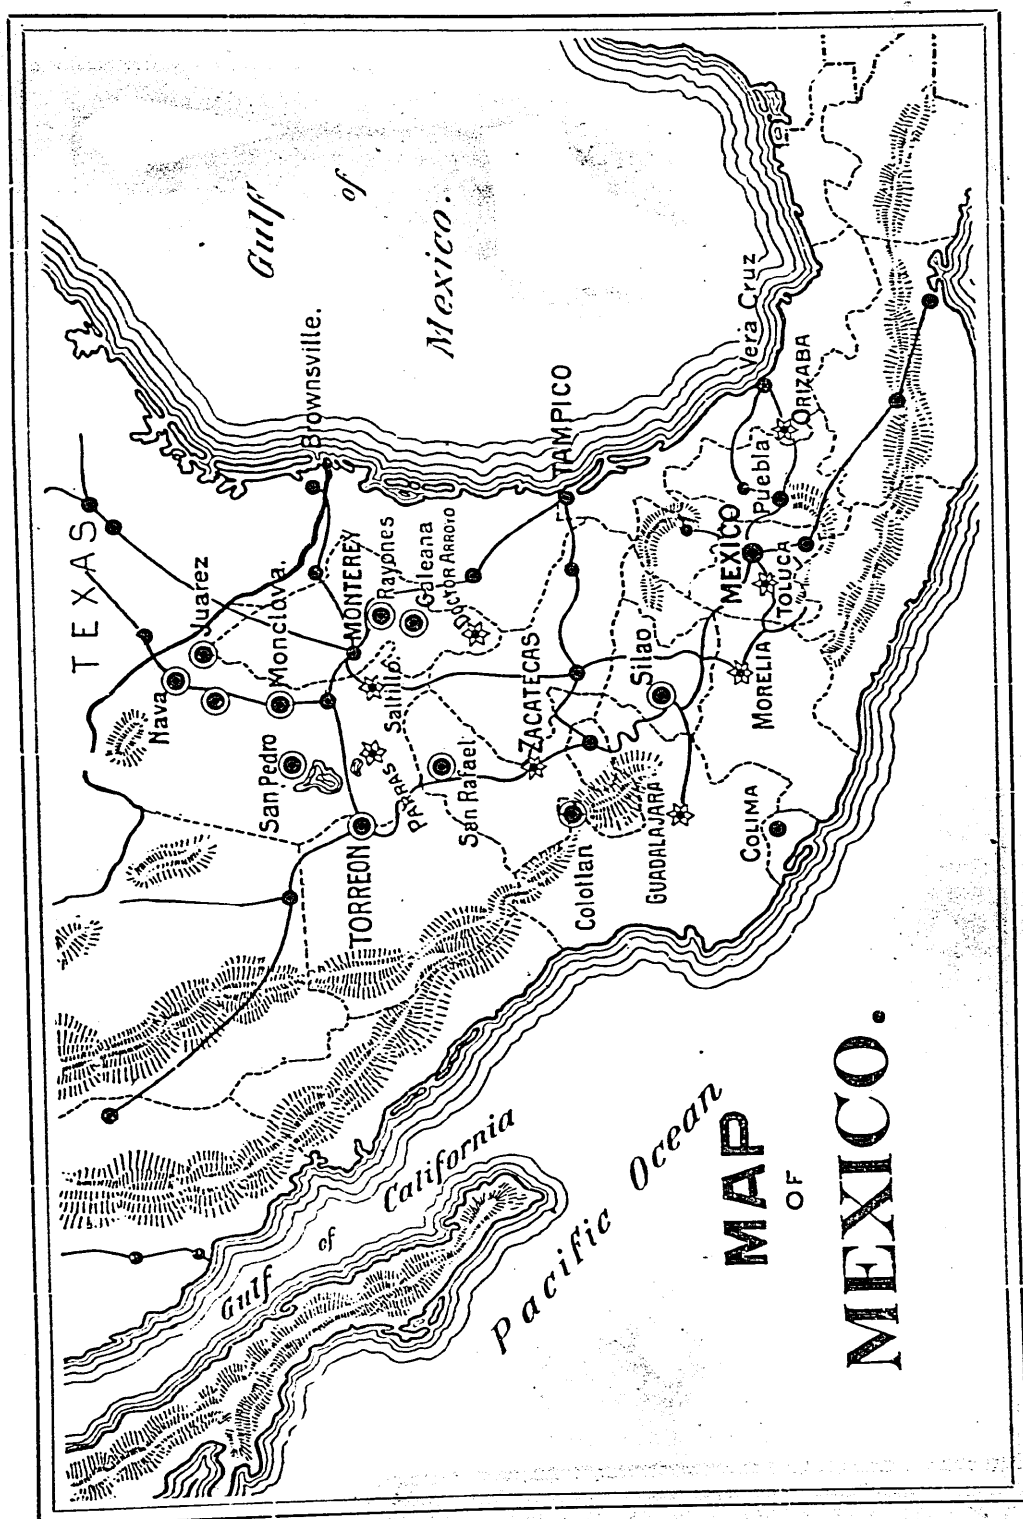 TEXAS
Gulf
of
Mexico.
Brownsville.
Nava
Juarez
Monclova.
San Pedro
MONTEREY
Rayones
Galeana
DOCTOR ARRORO
Saltillo
PARRAS
San Rafael
TORREON
ZACATECAS
TAMPICO
Colotlan
GUADALAJARA
Silao
MEXICO
TOLUCA
MORELIA
Puebla
Vera Cruz
ORIZABA
COLIMA
Gulf
of
California
Pacific Ocean
MAP
OF
MEXICO.